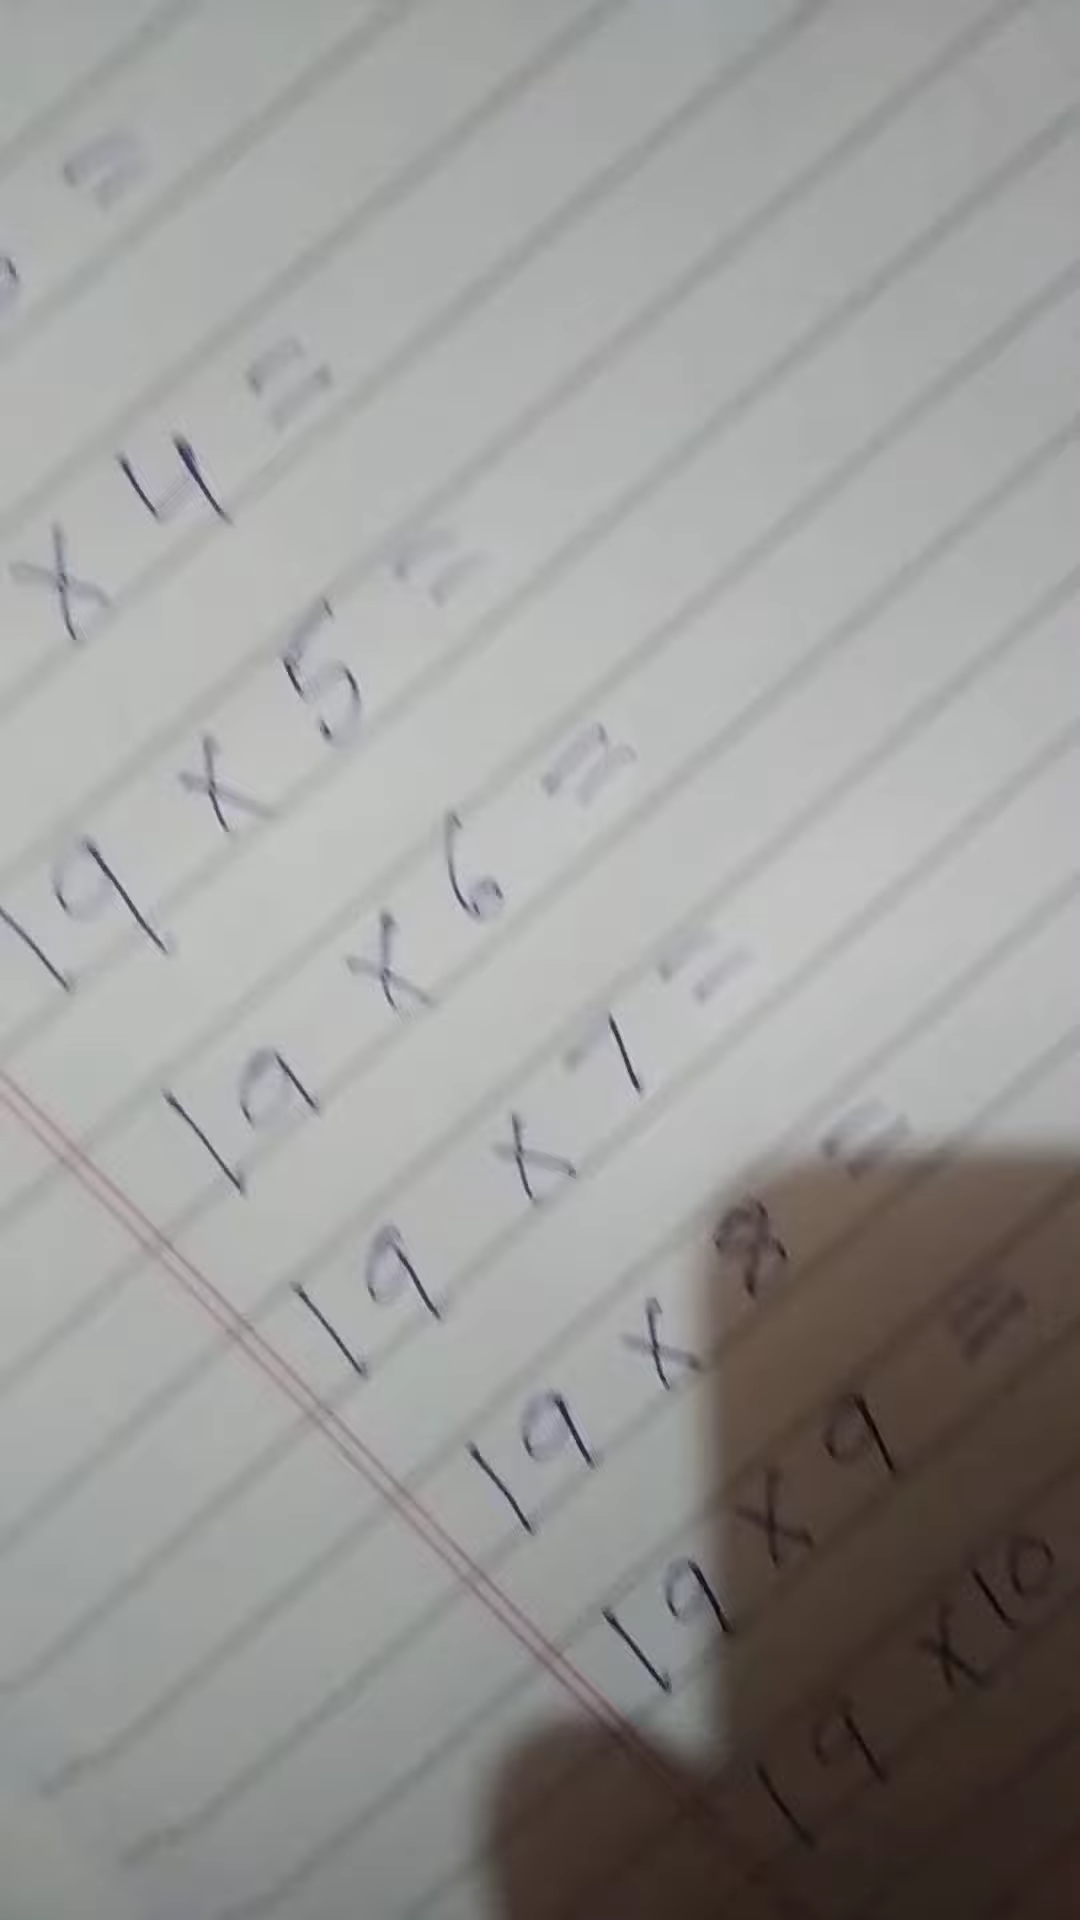 =
x 4 =
19 x 5 =
19 x 6 =
19 x 7 =
19 x 8 =
19 x 9 =
19 x 10